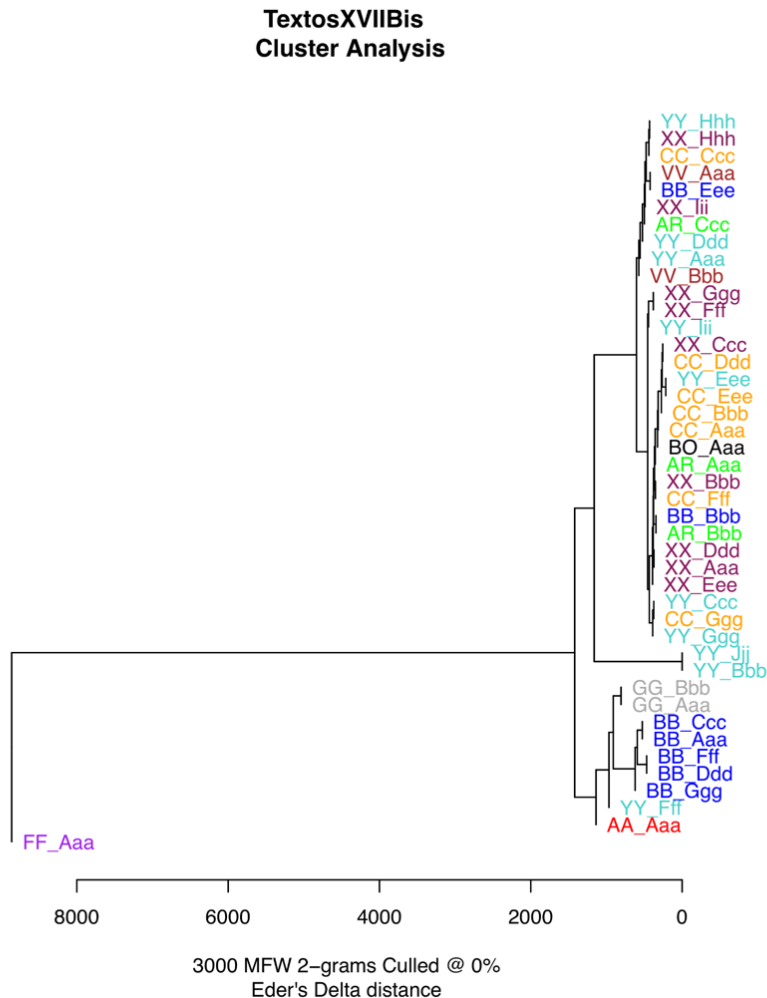 TextosXVIIBis
Cluster Analysis
YY_Hhh
XX_Hhh
CC_Ccc
VV_Aaa
BB_Eee
XX_Iii
AR_Ccc
YY_Ddd
YY_Aaa
VV_Bbb
XX_Ggg
XX_Fff
YY_Iii
XX_Ccc
CC_Ddd
YY_Eee
CC_Eee
CC_Bbb
CC_Aaa
BO_Aaa
AR_Aaa
XX_Bbb
CC_Fff
BB_Bbb
AR_Bbb
XX_Ddd
XX_Aaa
XX_Eee
YY_Ccc
CC_Ggg
YY_Ggg
YY_Jjj
YY_Bbb
GG_Bbb
GG_Aaa
BB_Ccc
BB_Aaa
BB_Fff
BB_Ddd
BB_Ggg
YY_Fff
AA_Aaa
FF_Aaa
8000 6000 4000 2000 0
3000 MFW 2–grams Culled @ 0%
Eder's Delta distance